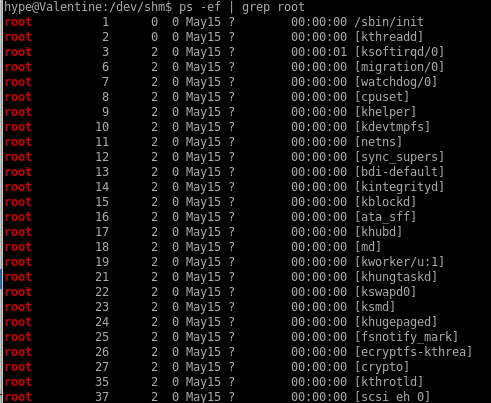 hype@Valentine:/dev/shm$ ps -ef | grep root
root 1 0 0 May15 ? 00:00:00 /sbin/init
root 2 0 0 May15 ? 00:00:00 [kthreadd]
root 3 2 0 May15 ? 00:00:01 [ksoftirqd/0]
root 6 2 0 May15 ? 00:00:00 [migration/0]
root 7 2 0 May15 ? 00:00:00 [watchdog/0]
root 8 2 0 May15 ? 00:00:00 [cpuset]
root 9 2 0 May15 ? 00:00:00 [khelper]
root 10 2 0 May15 ? 00:00:00 [kdevtmpfs]
root 11 2 0 May15 ? 00:00:00 [netns]
root 12 2 0 May15 ? 00:00:00 [sync_supers]
root 13 2 0 May15 ? 00:00:00 [bdi-default]
root 14 2 0 May15 ? 00:00:00 [kintegrityd]
root 15 2 0 May15 ? 00:00:00 [kblockd]
root 16 2 0 May15 ? 00:00:00 [ata_sff]
root 17 2 0 May15 ? 00:00:00 [khubd]
root 18 2 0 May15 ? 00:00:00 [md]
root 19 2 0 May15 ? 00:00:00 [kworker/u:1]
root 21 2 0 May15 ? 00:00:00 [khungtaskd]
root 22 2 0 May15 ? 00:00:00 [kswapd0]
root 23 2 0 May15 ? 00:00:00 [ksmd]
root 24 2 0 May15 ? 00:00:00 [khugepaged]
root 25 2 0 May15 ? 00:00:00 [fsnotify_mark]
root 26 2 0 May15 ? 00:00:00 [ecryptfs-kthrea]
root 27 2 0 May15 ? 00:00:00 [crypto]
root 35 2 0 May15 ? 00:00:00 [kthrotld]
root 37 2 0 May15 ? 00:00:00 [scsi_eh_0]